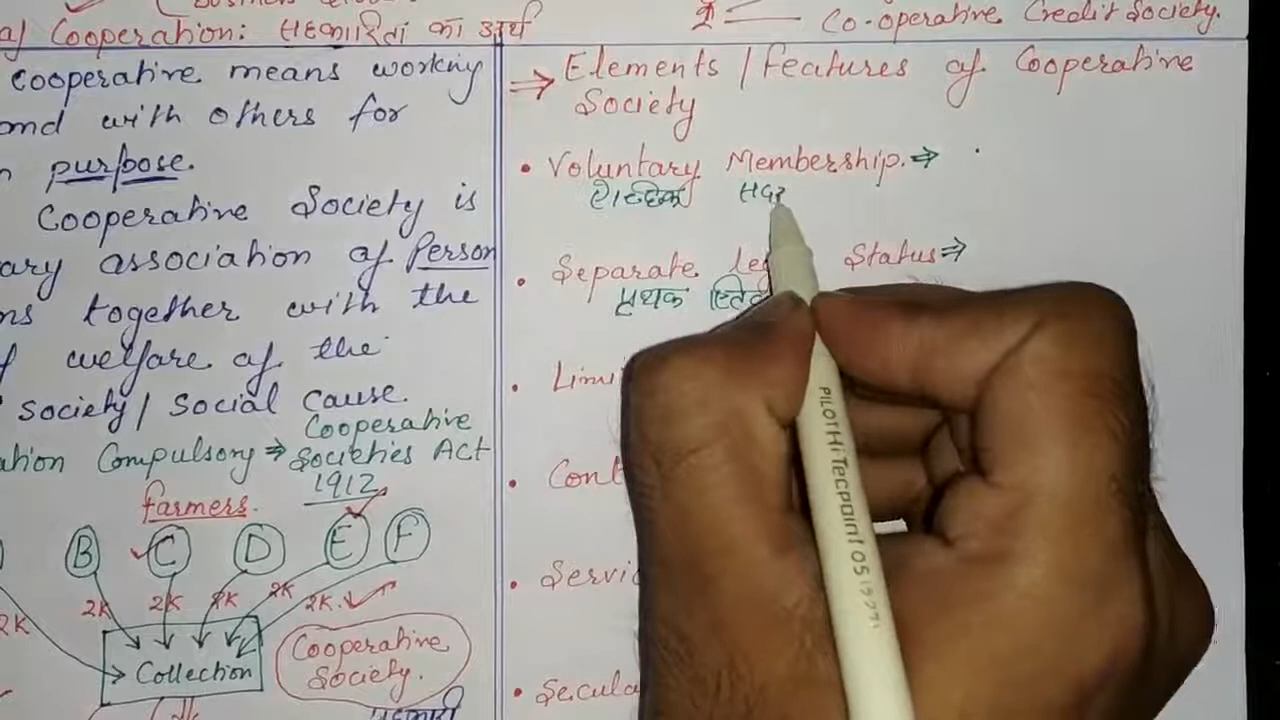 of Cooperation: सहकारिता का अर्थ
Cooperative means working
and with others for
purpose.
Cooperative Society is
ary association of Person
ns together with the
f welfare of the
society/ Social Cause.
ation Compulsory ⇒ Cooperative
Societies Act
1912
farmers.
B C D E F
2K 2K 2K 2K 2K 2K
Collection
Cooperative
Society.
Co-operative Credit Society.
⇒ Elements / Features of Cooperative
Society
• Voluntary Membership. ⇒
ऐच्छिक सद
• Separate Leg Status ⇒
पृथक
• Limi
• Cont
• Servi
• Secula
PILOT HI-TECPOINT 05